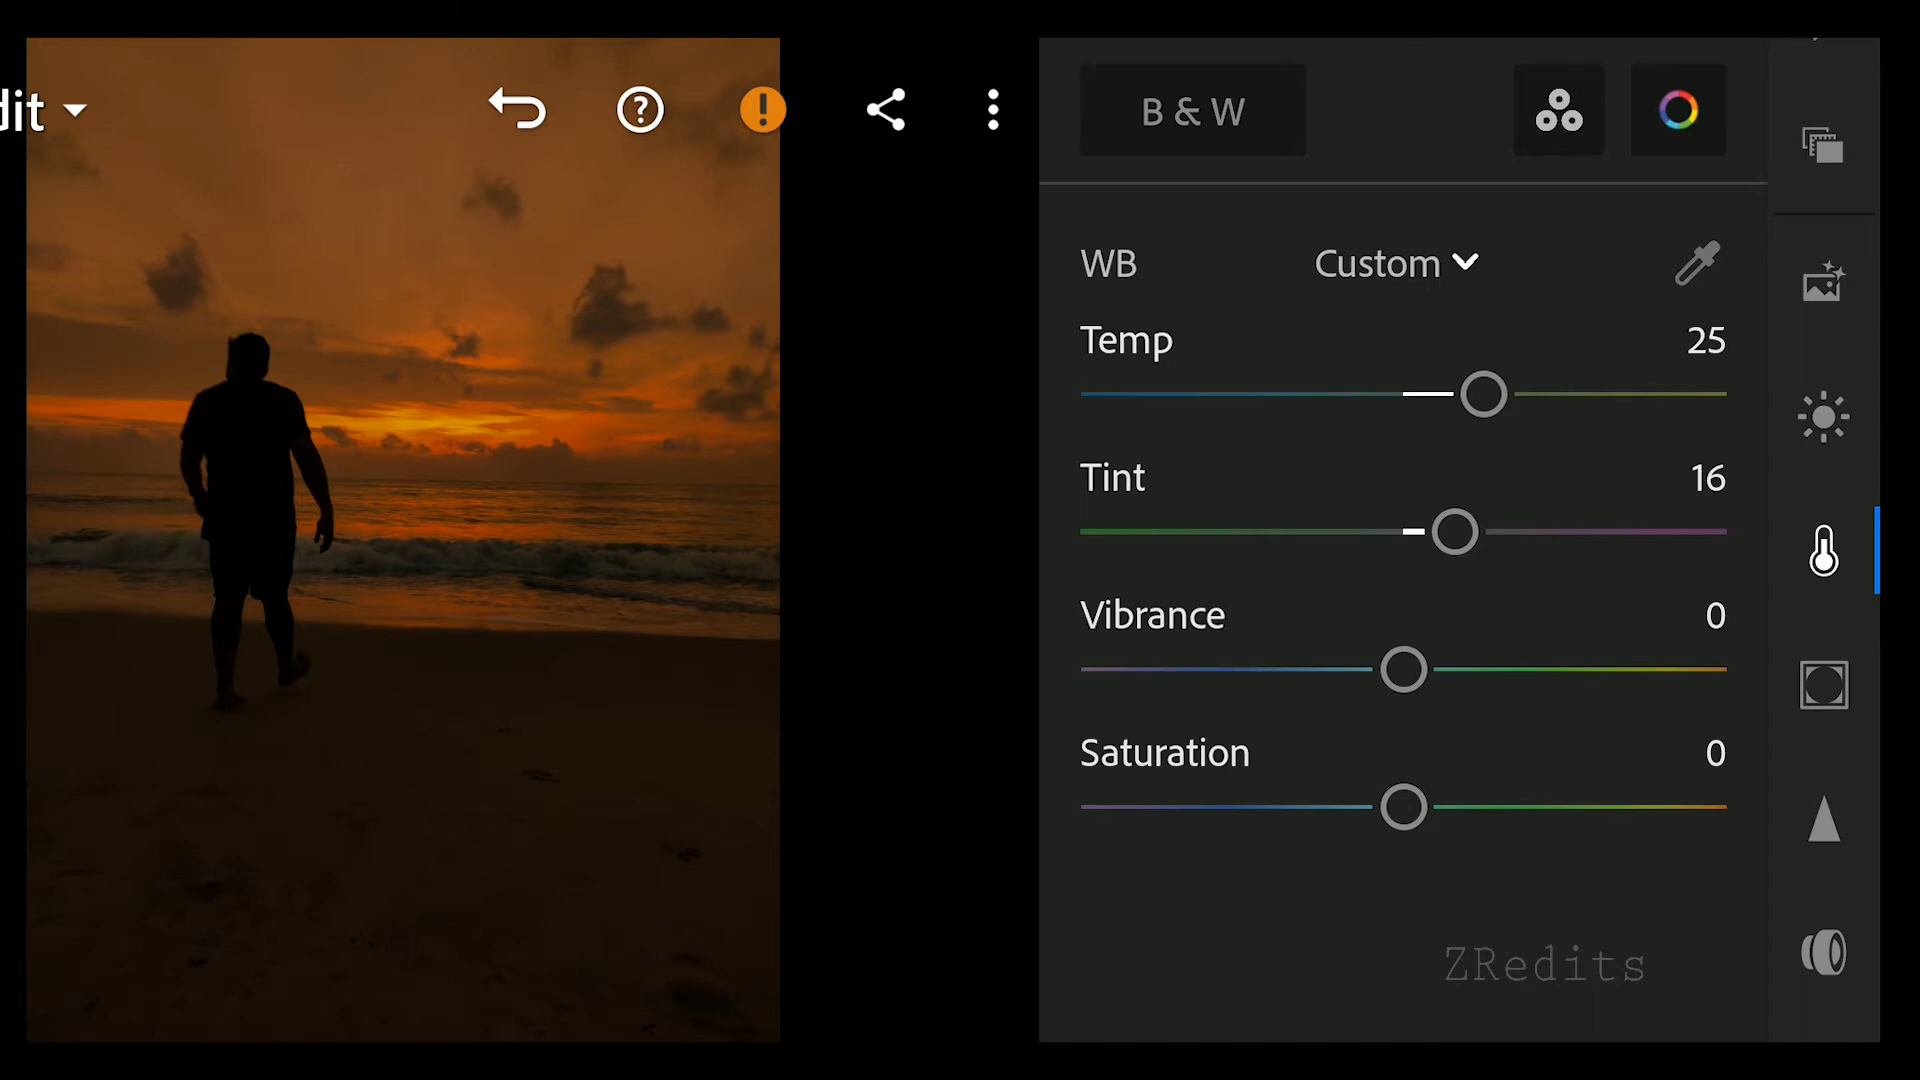 dit
B & W
WB Custom
Temp 25
Tint 16
Vibrance 0
Saturation 0
ZRedits